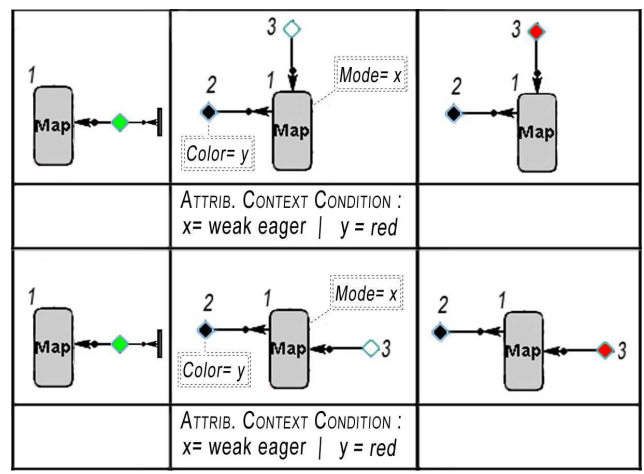 1
Map
3
2
1
Mode= x
Map
Color= y
3
2
1
Map
ATTRIB. CONTEXT CONDITION :
x= weak eager | y = red
1
Map
2
1
Mode= x
Map
3
Color= y
2
1
Map
3
ATTRIB. CONTEXT CONDITION :
x= weak eager | y = red